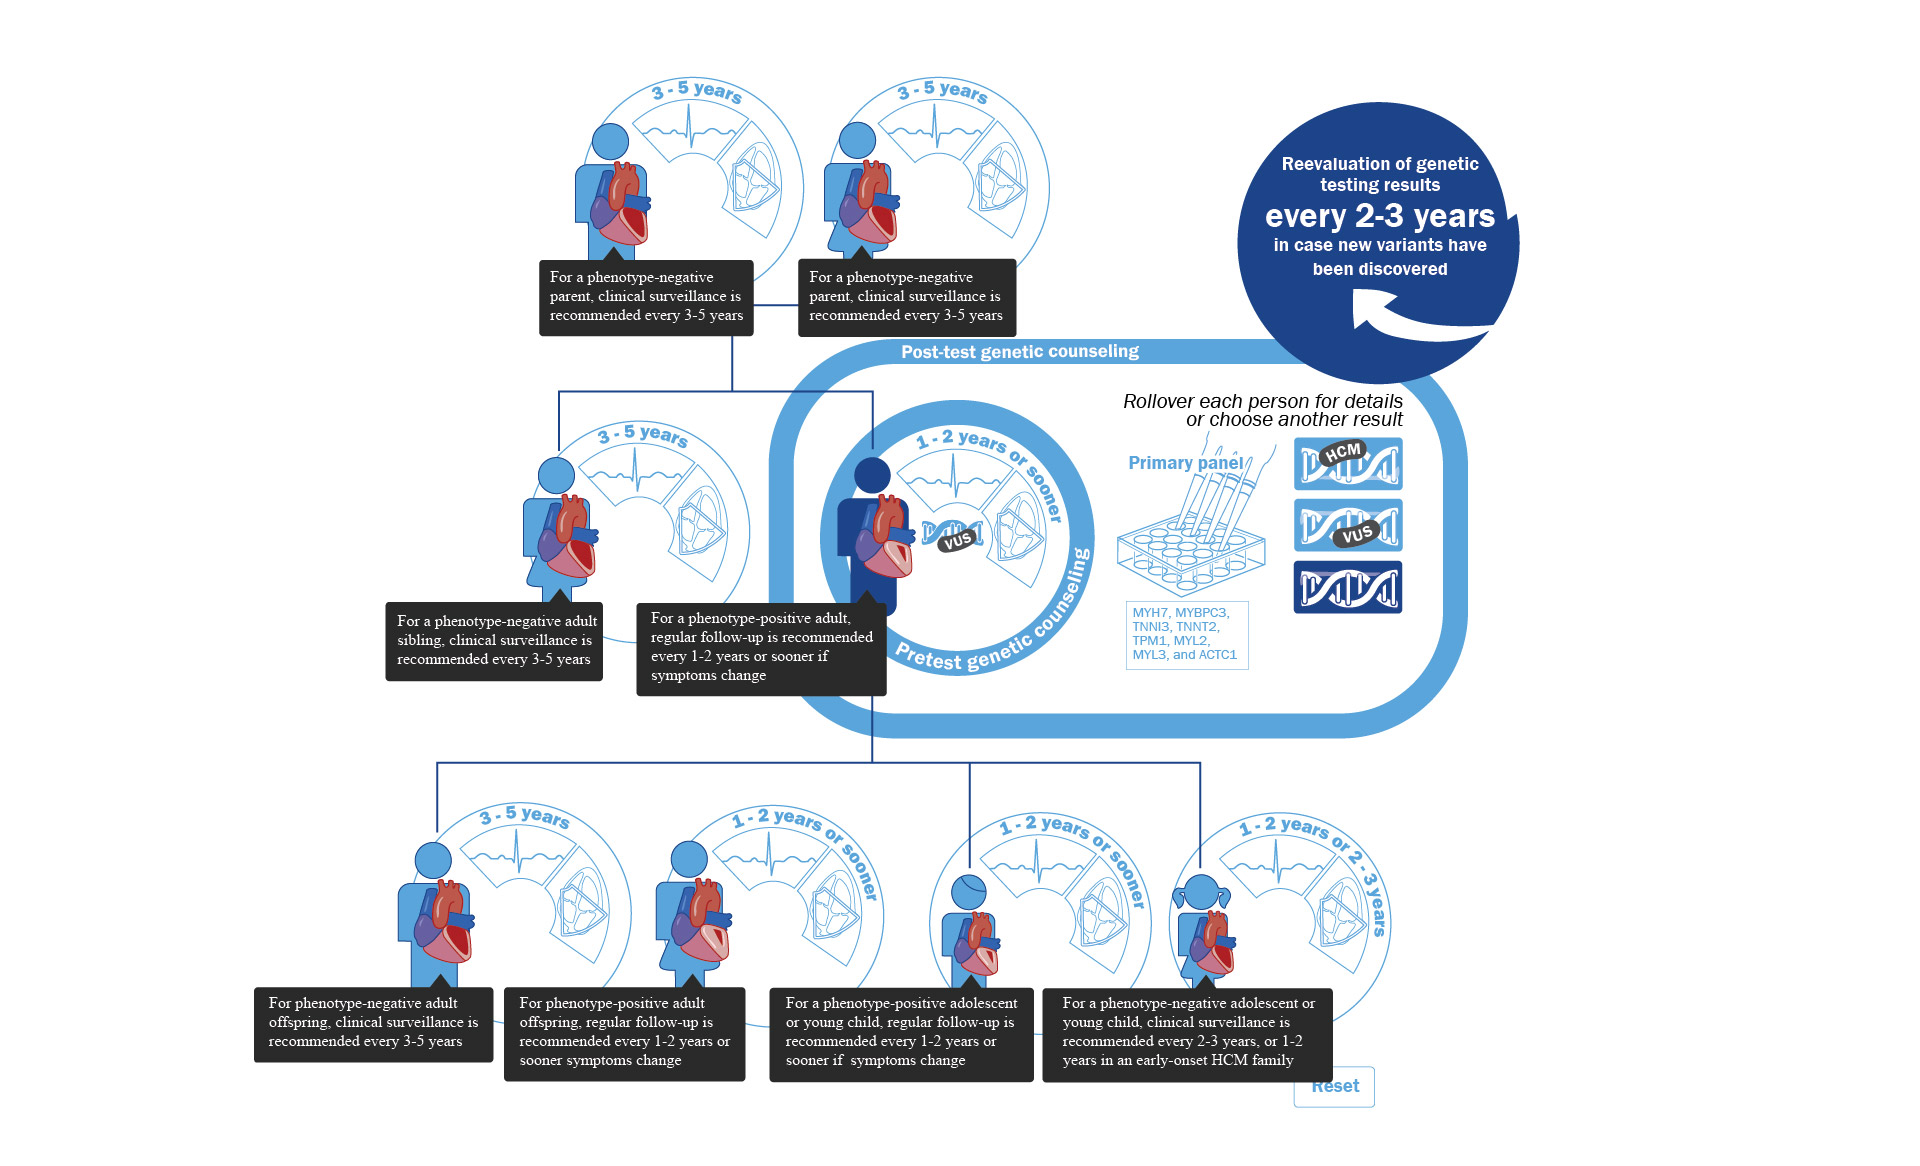 3 - 5 years
3 - 5 years
For a phenotype-negative
parent, clinical surveillance is
recommended every 3-5 years
For a phenotype-negative
parent, clinical surveillance is
recommended every 3-5 years
Reevaluation of genetic
testing results
every 2-3 years
in case new variants have
been discovered
Post-test genetic counseling
Rollover each person for details
or choose another result
3 - 5 years
1 - 2 years or sooner
VUS
Pretest genetic counseling
Primary panel
HCM
VUS
MYH7, MYBPC3,
TNNI3, TNNT2,
TPM1, MYL2,
MYL3, and ACTC1
For a phenotype-negative adult
sibling, clinical surveillance is
recommended every 3-5 years
For a phenotype-positive adult,
regular follow-up is recommended
every 1-2 years or sooner if
symptoms change
3 - 5 years
1 - 2 years or sooner
1 - 2 years or sooner
1 - 2 years or 2 - 3 years
For phenotype-negative adult
offspring, clinical surveillance is
recommended every 3-5 years
For phenotype-positive adult
offspring, regular follow-up is
recommended every 1-2 years or
sooner symptoms change
For a phenotype-positive adolescent
or young child, regular follow-up is
recommended every 1-2 years or
sooner if symptoms change
For a phenotype-negative adolescent or
young child, clinical surveillance is
recommended every 2-3 years, or 1-2
years in an early-onset HCM family
Reset